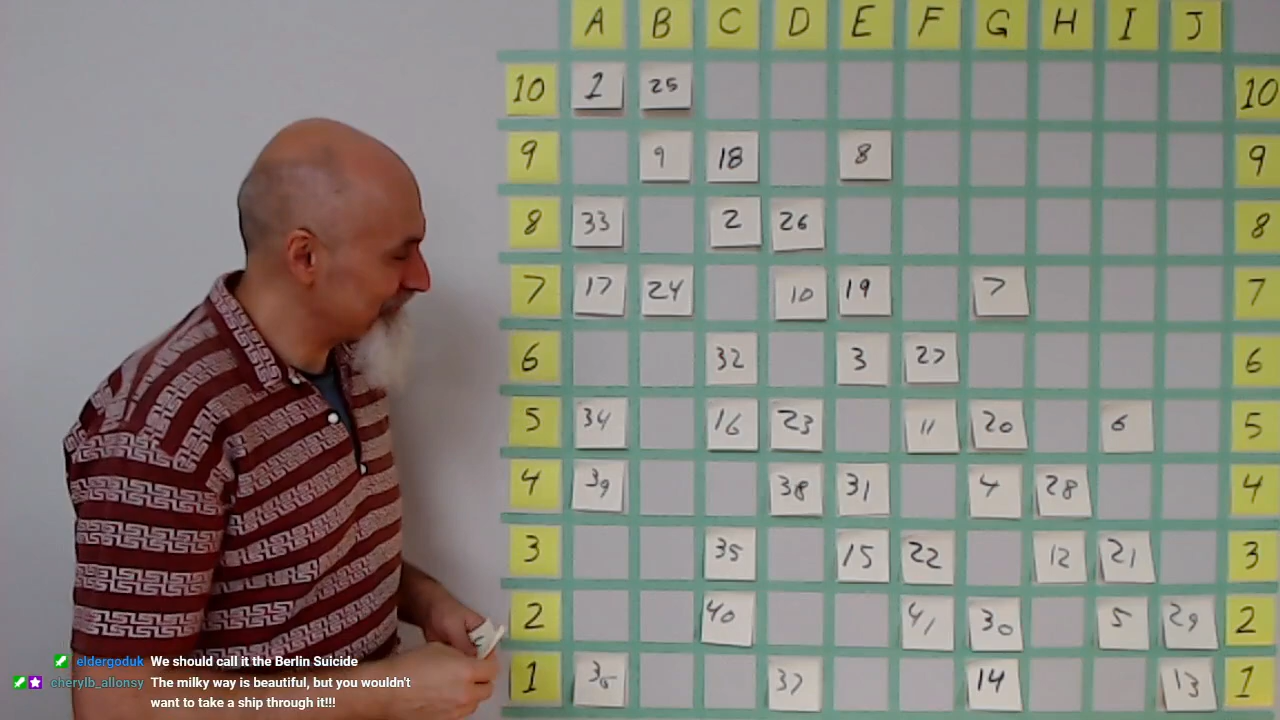 A B C D E F G H I J
10 1 25 10
9 9 18 8 9
8 33 2 26 8
7 17 24 10 19 7 7
6 32 3 27 6
5 34 16 23 11 20 6 5
4 39 38 31 4 28 4
3 35 15 22 12 21 3
2 40 41 30 5 29 2
1 36 37 14 13 1
eldergoduk We should call it the Berlin Suicide
cherylb_allonsy The milky way is beautiful, but you wouldn't
want to take a ship through it!!!